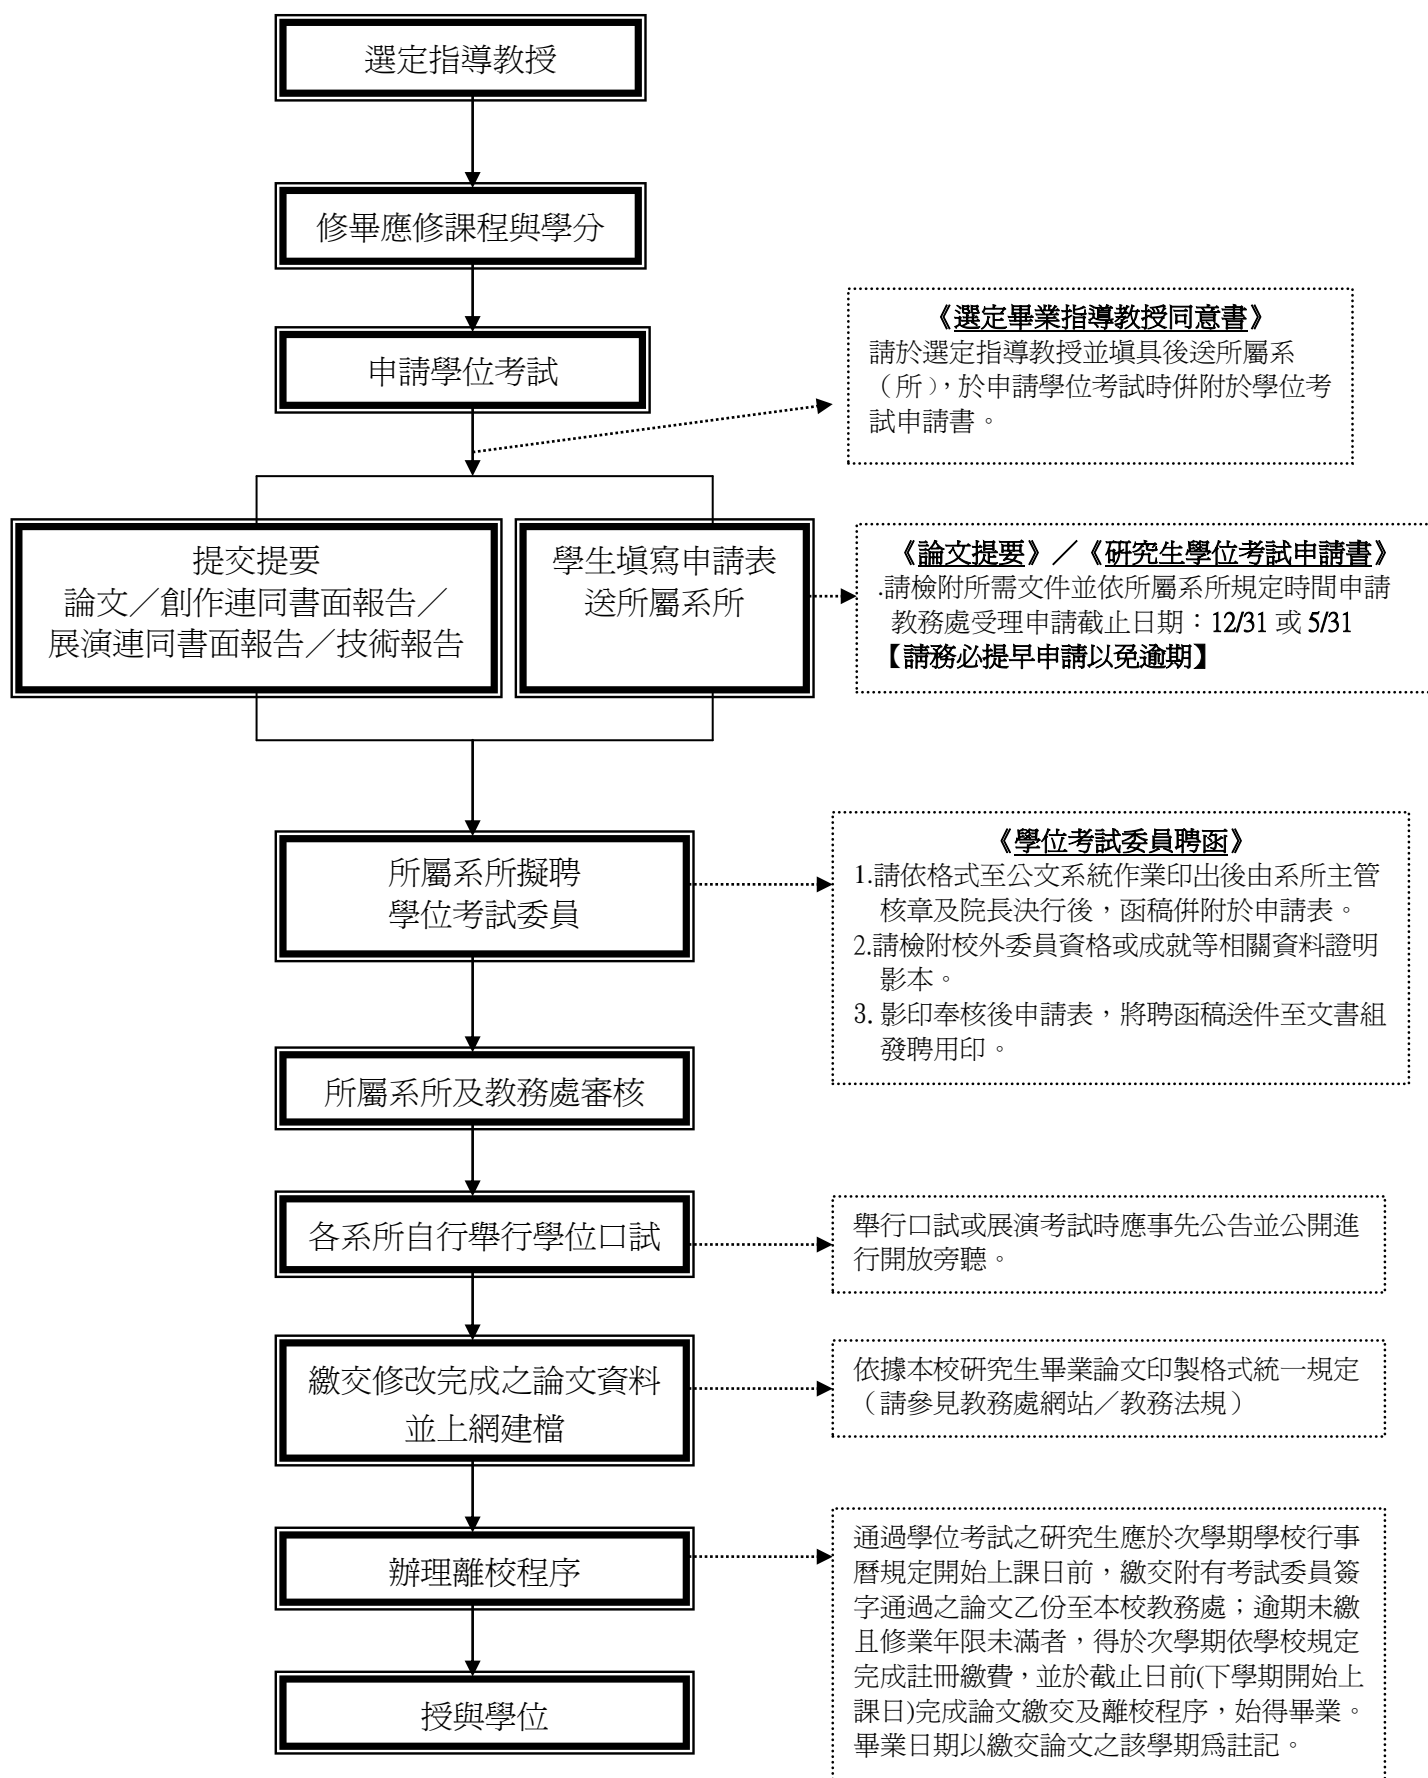 選定指導教授
修畢應修課程與學分
《選定畢業指導教授同意書》
請於選定指導教授並填具後送所屬系
（所），於申請學位考試時併附於學位考
試申請書。
申請學位考試
提交提要
論文／創作連同書面報告／
展演連同書面報告／技術報告
學生填寫申請表
送所屬系所
《論文提要》／《研究生學位考試申請書》
.請檢附所需文件並依所屬系所規定時間申請
教務處受理申請截止日期：12/31 或 5/31
【請務必提早申請以免逾期】
所屬系所擬聘
學位考試委員
《學位考試委員聘函》
1.請依格式至公文系統作業印出後由系所主管
核章及院長決行後，函稿併附於申請表。
2.請檢附校外委員資格或成就等相關資料證明
影本。
3. 影印奉核後申請表，將聘函稿送件至文書組
發聘用印。
所屬系所及教務處審核
各系所自行舉行學位口試
舉行口試或展演考試時應事先公告並公開進
行開放旁聽。
繳交修改完成之論文資料
並上網建檔
依據本校研究生畢業論文印製格式統一規定
（請參見教務處網站／教務法規）
辦理離校程序
通過學位考試之研究生應於次學期學校行事
曆規定開始上課日前，繳交附有考試委員簽
字通過之論文乙份至本校教務處；逾期未繳
且修業年限未滿者，得於次學期依學校規定
完成註冊繳費，並於截止日前(下學期開始上
課日)完成論文繳交及離校程序，始得畢業。
畢業日期以繳交論文之該學期為註記。
授與學位